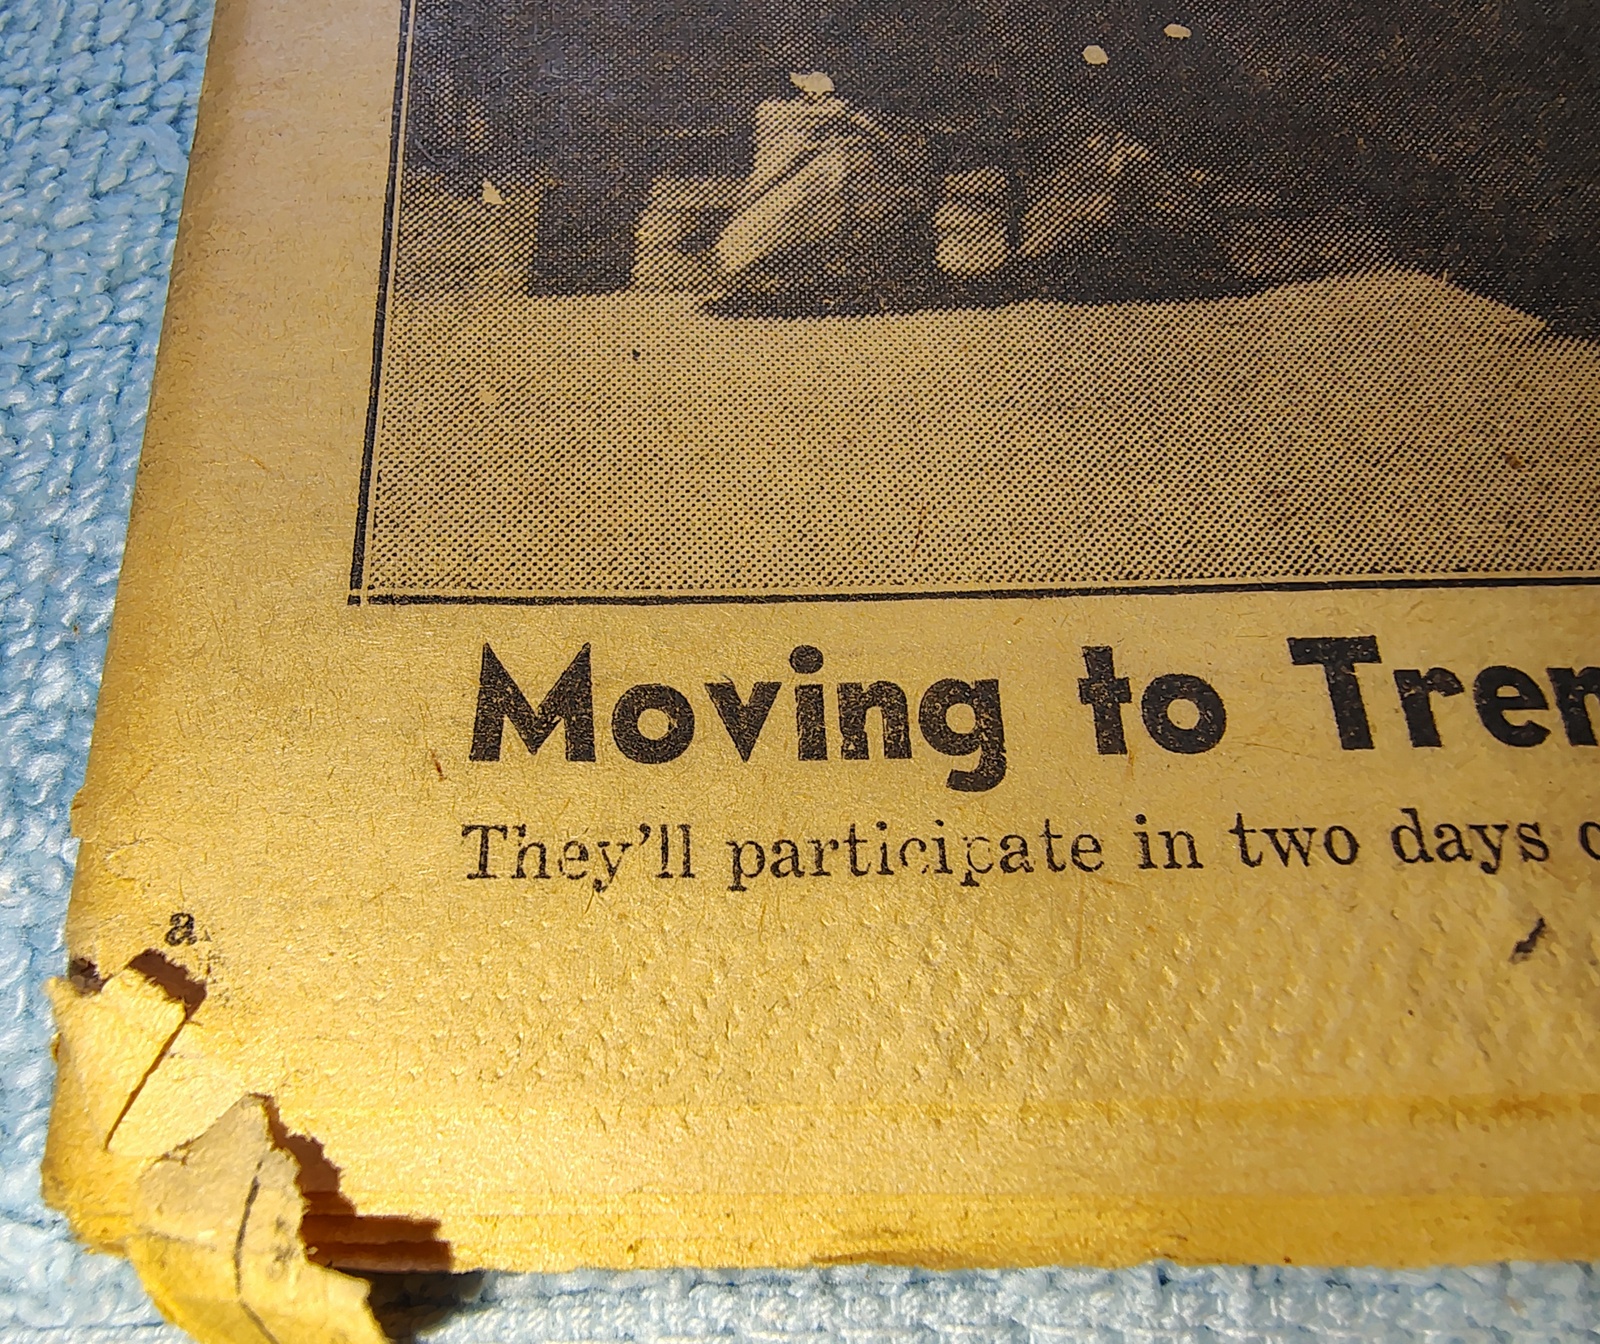 Moving to Tren
They'll participate in two days
a